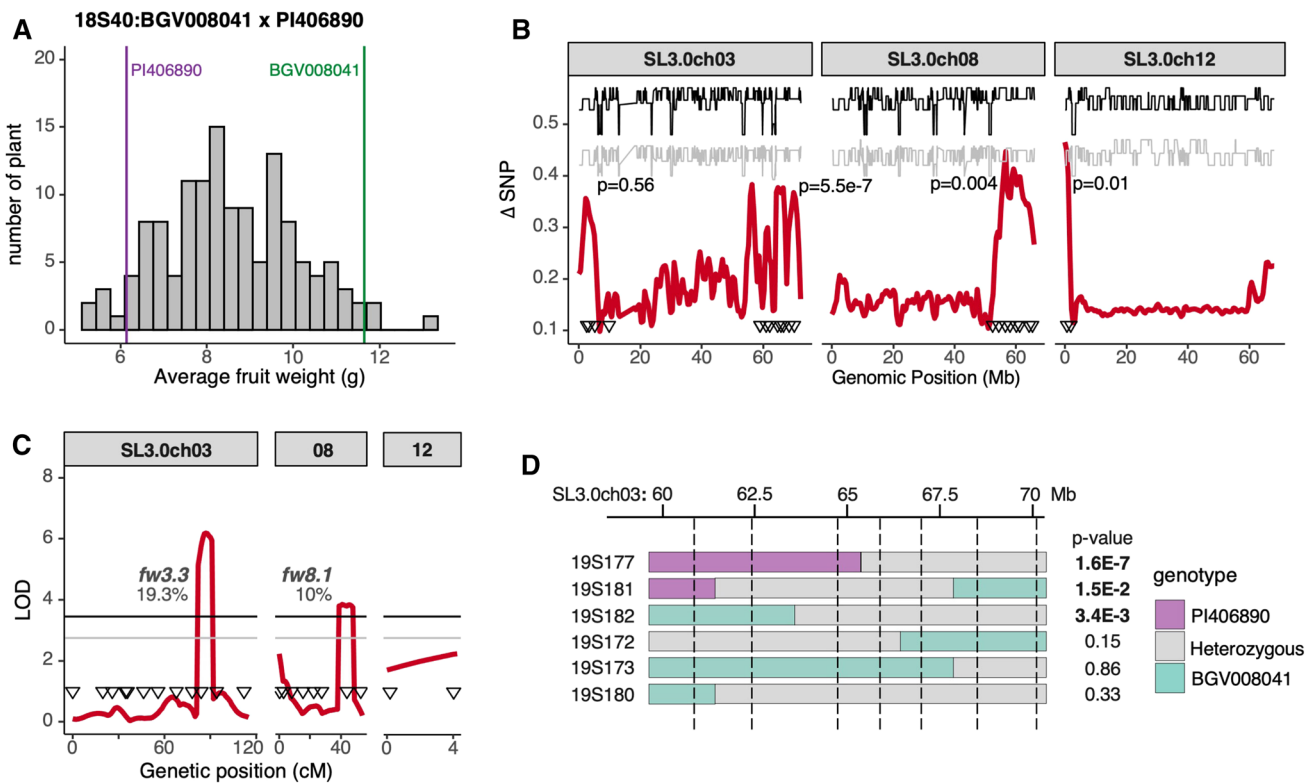 A
18S40:BGV008041 x PI406890
PI406890
BGV008041
20
15
10
5
0
number of plant
6
8
10
12
Average fruit weight (g)
B
SL3.0ch03
SL3.0ch08
SL3.0ch12
0.5
0.4
0.3
0.2
0.1
Δ SNP
p=0.56
p=5.5e-7
p=0.004
p=0.01
0 20 40 60
0 20 40 60
0 20 40 60
Genomic Position (Mb)
C
SL3.0ch03
08
12
8
6
4
2
0
LOD
fw3.3
19.3%
fw8.1
10%
0 60 120
0 40
0 4
Genetic position (cM)
D
SL3.0ch03: 60 62.5 65 67.5 70 Mb
p-value
19S177 1.6E-7
19S181 1.5E-2
19S182 3.4E-3
19S172 0.15
19S173 0.86
19S180 0.33
genotype
PI406890
Heterozygous
BGV008041